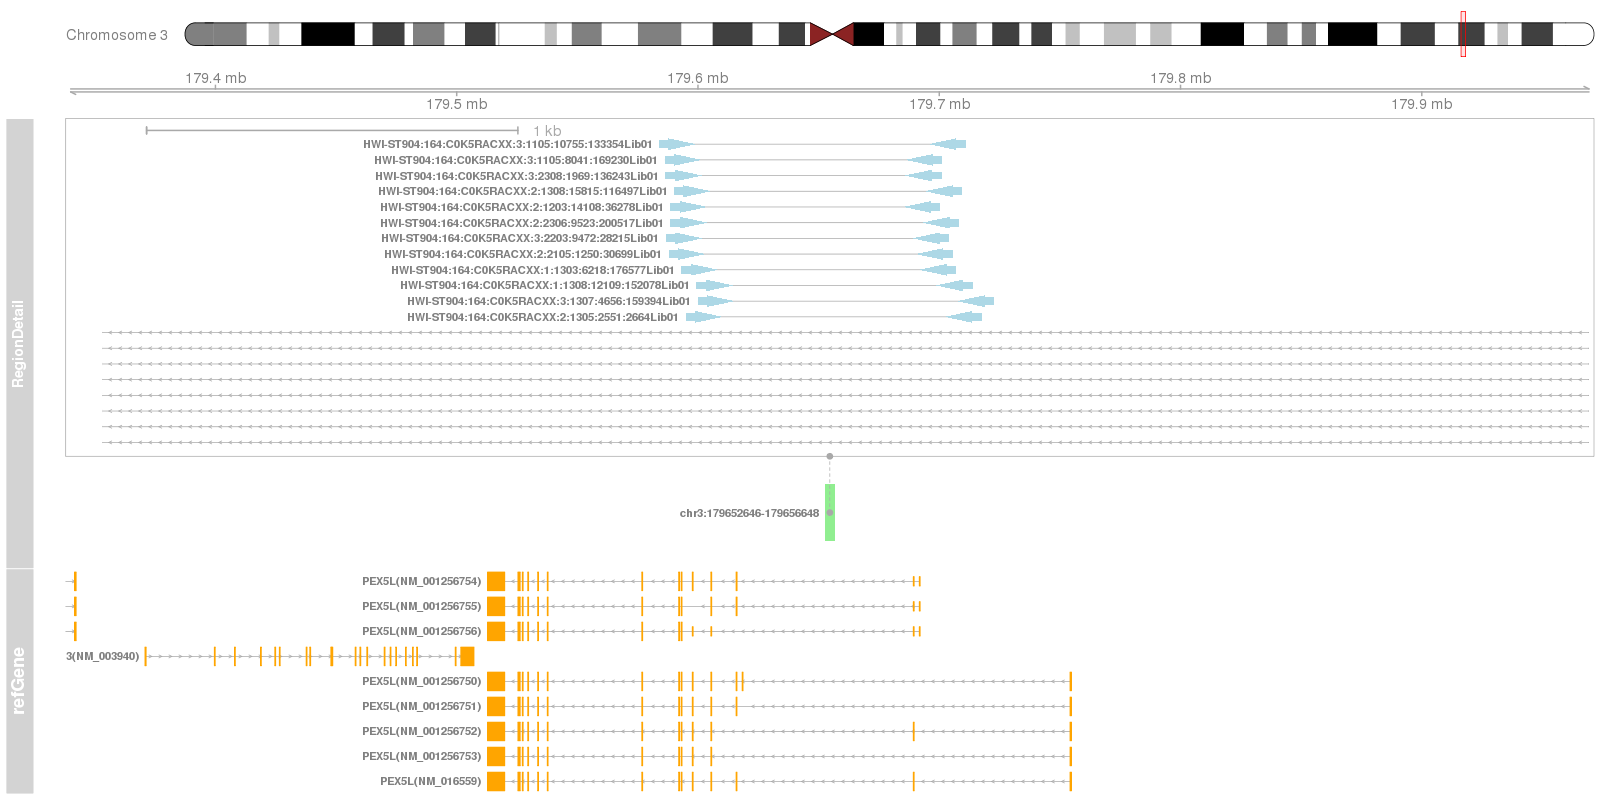 Chromosome 3
179.4 mb 179.6 mb 179.8 mb
179.5 mb 179.7 mb 179.9 mb
RegionDetail
1 kb
HWI-ST904:164:C0K5RACXX:3:1105:10755:133354Lib01
HWI-ST904:164:C0K5RACXX:3:1105:8041:169230Lib01
HWI-ST904:164:C0K5RACXX:3:2308:1969:136243Lib01
HWI-ST904:164:C0K5RACXX:2:1308:15815:116497Lib01
HWI-ST904:164:C0K5RACXX:2:1203:14108:36278Lib01
HWI-ST904:164:C0K5RACXX:2:2306:9523:200517Lib01
HWI-ST904:164:C0K5RACXX:3:2203:9472:28215Lib01
HWI-ST904:164:C0K5RACXX:2:2105:1250:30699Lib01
HWI-ST904:164:C0K5RACXX:1:1303:6218:176577Lib01
HWI-ST904:164:C0K5RACXX:1:1308:12109:152078Lib01
HWI-ST904:164:C0K5RACXX:3:1307:4656:159394Lib01
HWI-ST904:164:C0K5RACXX:2:1305:2551:2664Lib01
chr3:179652646-179656648
refGene
PEX5L(NM_001256754)
PEX5L(NM_001256755)
PEX5L(NM_001256756)
3(NM_003940)
PEX5L(NM_001256750)
PEX5L(NM_001256751)
PEX5L(NM_001256752)
PEX5L(NM_001256753)
PEX5L(NM_016559)